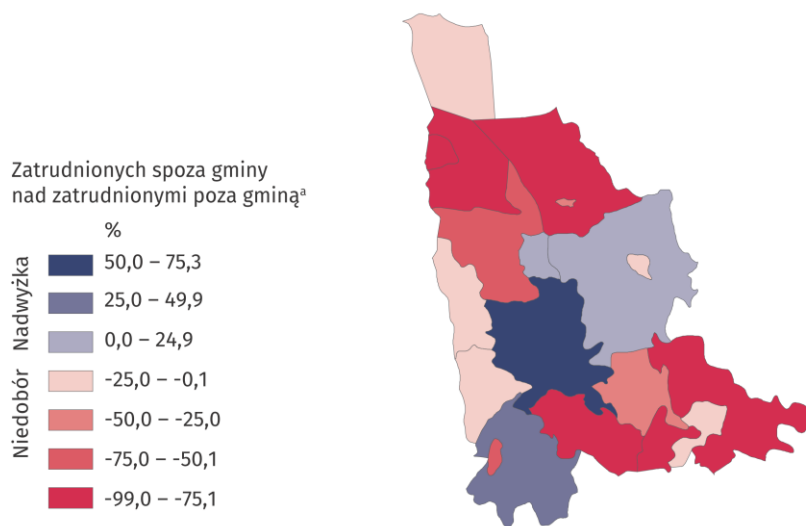 Zatrudnionych spoza gminy
nad zatrudnionymi poza gminąᵃ
%
Nadwyżka
50,0 – 75,3
25,0 – 49,9
0,0 – 24,9
Niedobór
-25,0 – -0,1
-50,0 – -25,0
-75,0 – -50,1
-99,0 – -75,1